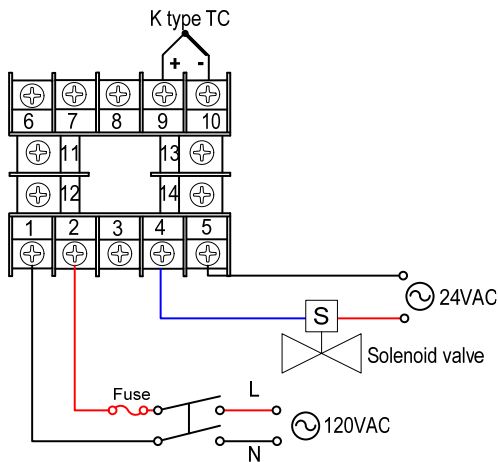 K type TC
+ -
6 7 8 9 10
11 13
12 14
1 2 3 4 5
24VAC
S
Solenoid valve
Fuse
L
120VAC
N